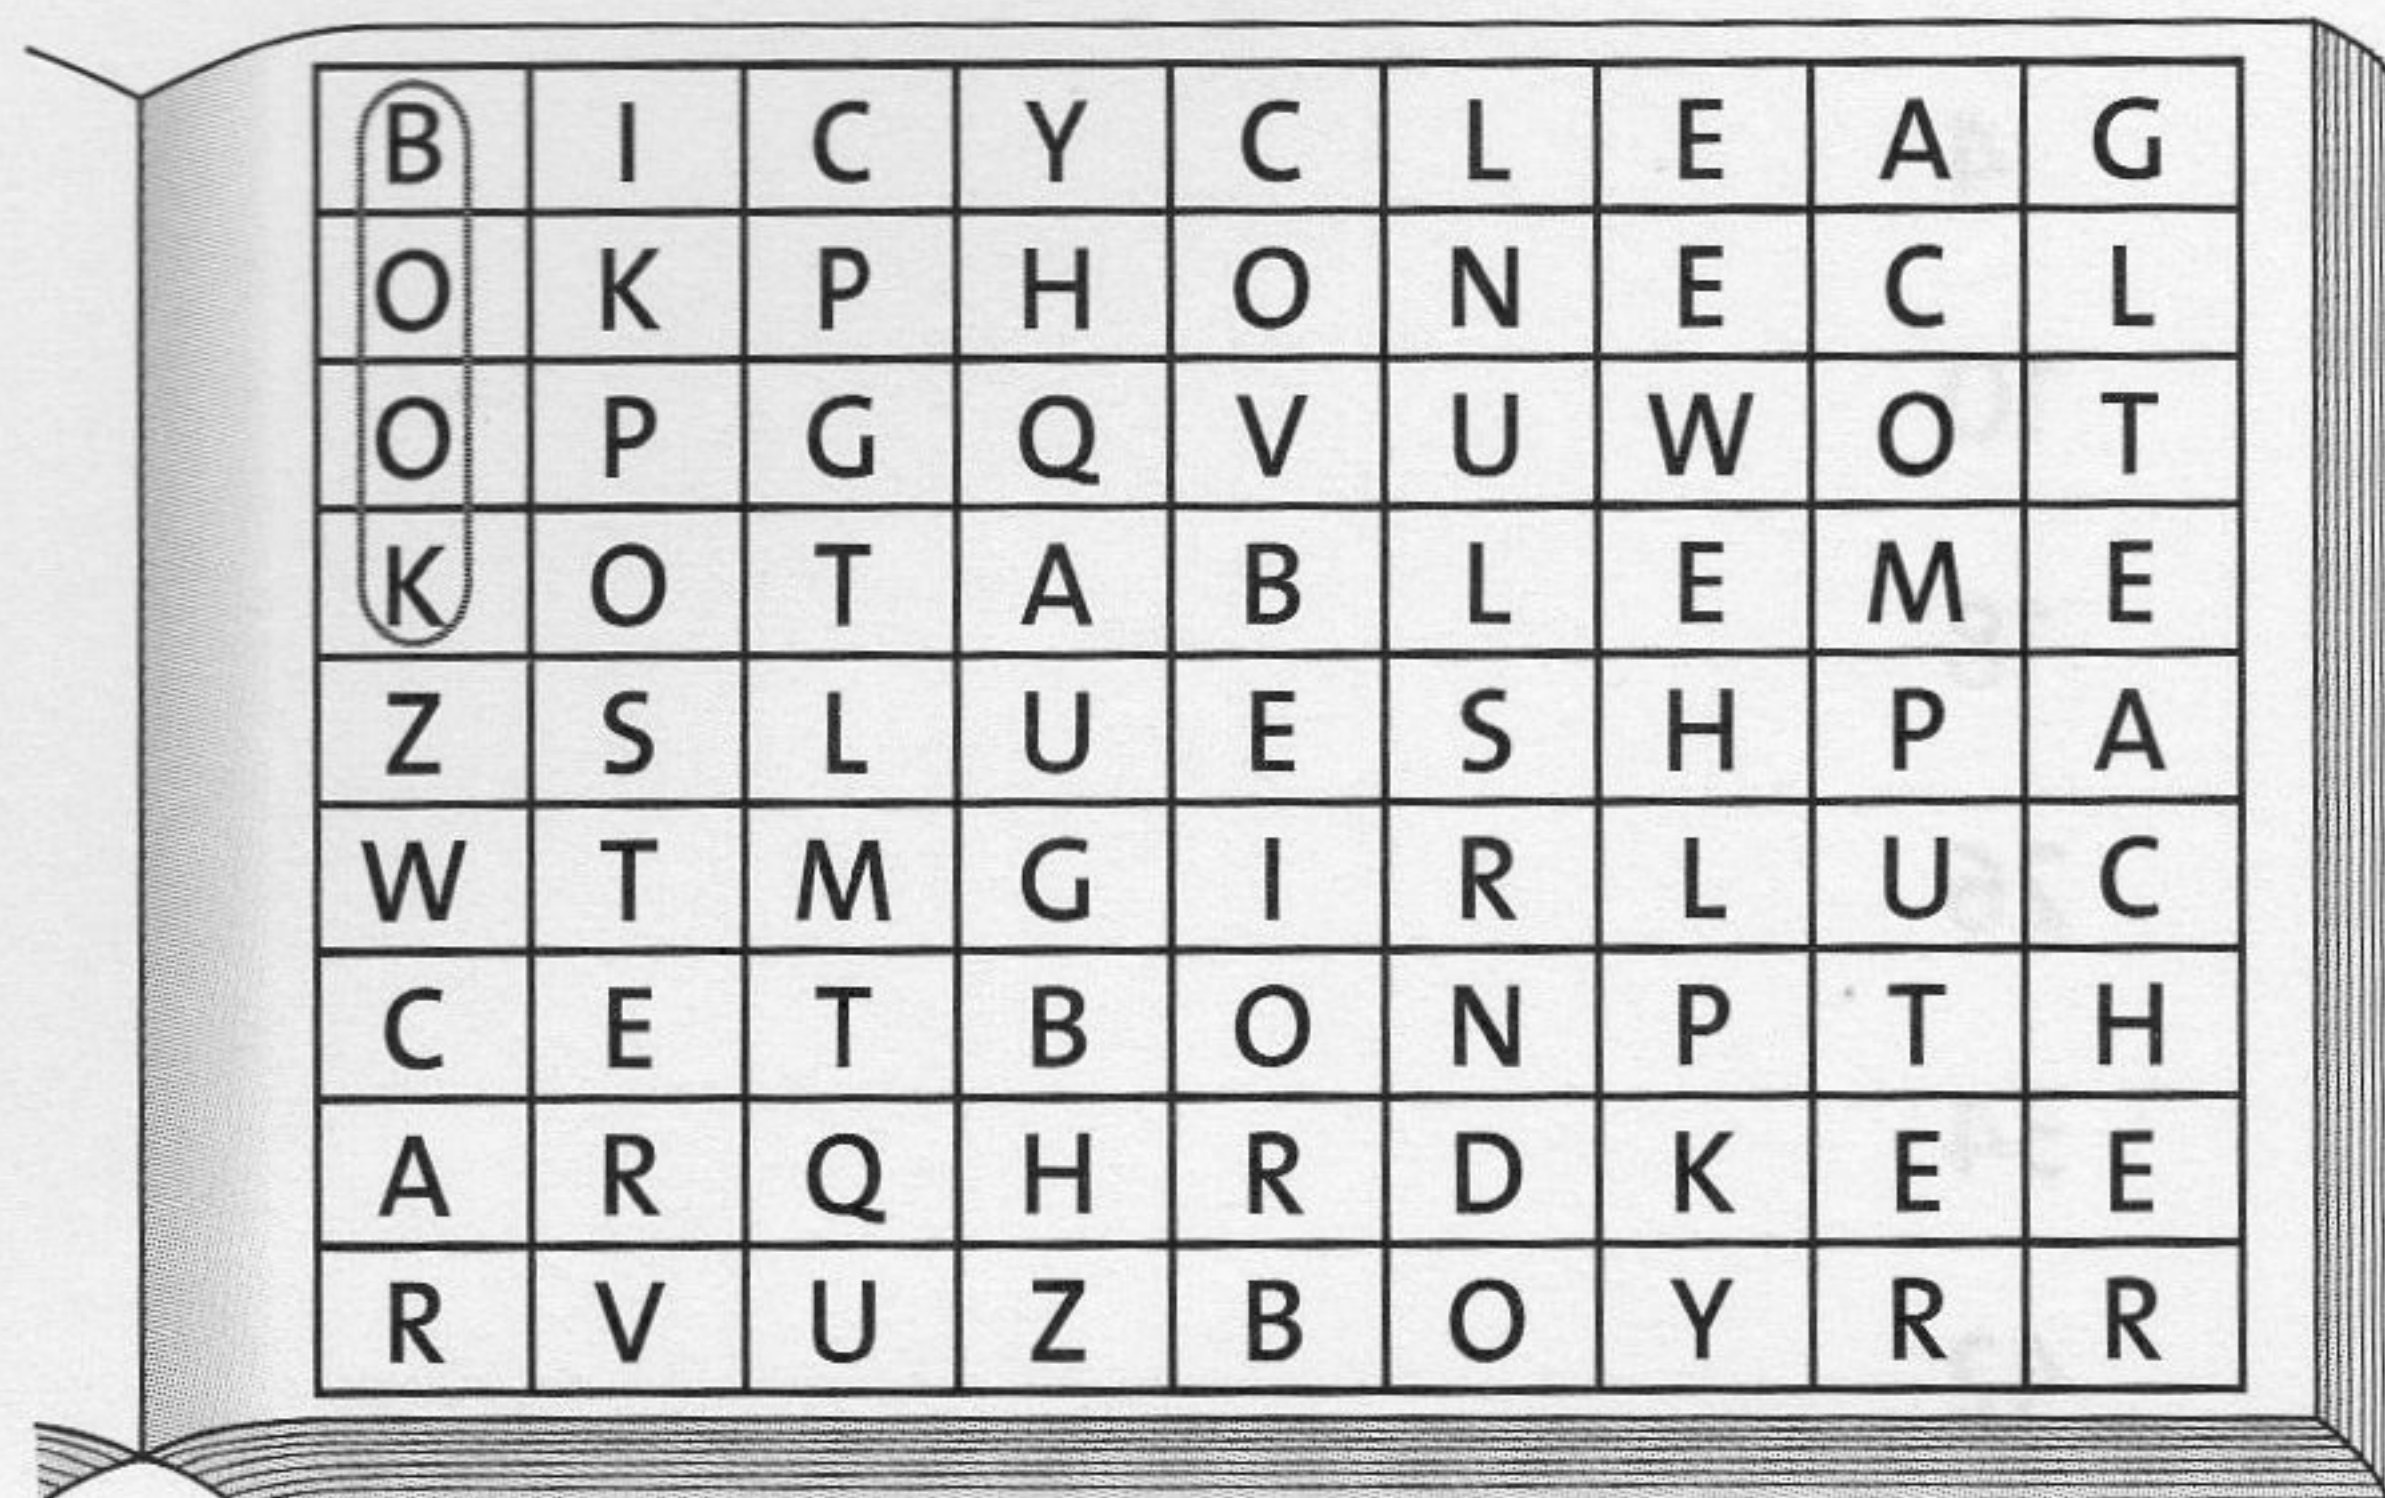 B I C Y C L E A G
O K P H O N E C L
O P G Q V U W O T
K O T A B L E M E
Z S L U E S H P A
W T M G I R L U C
C E T B O N P T H
A R Q H R D K E E
R V U Z B O Y R R